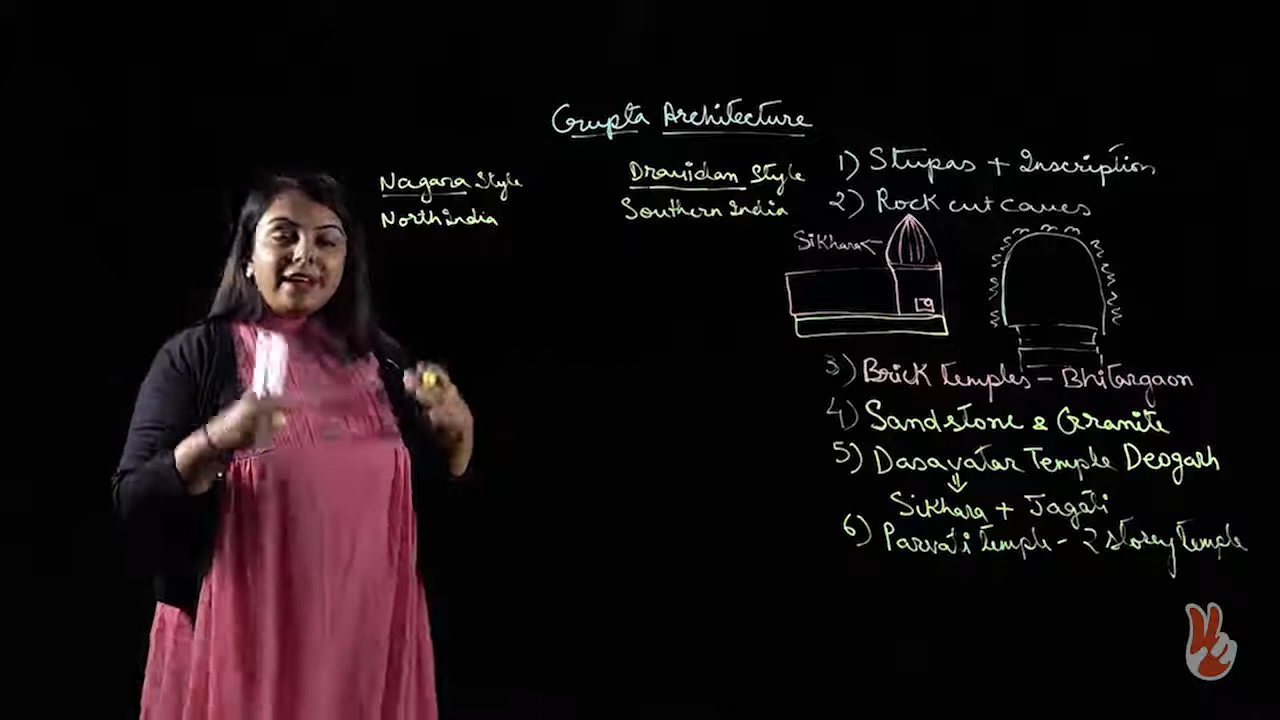 Gupta Architecture
Nagara Style
North India
Dravidan Style
Southern India
1) Stupas + Inscription
2) Rock cut caves
Sikhara
3) Brick temples - Bhitargaon
4) Sandstone & Granite
5) Dasavatar Temple Deogarh
Sikhara + Jagati
6) Parvati temple - 2 storey temple